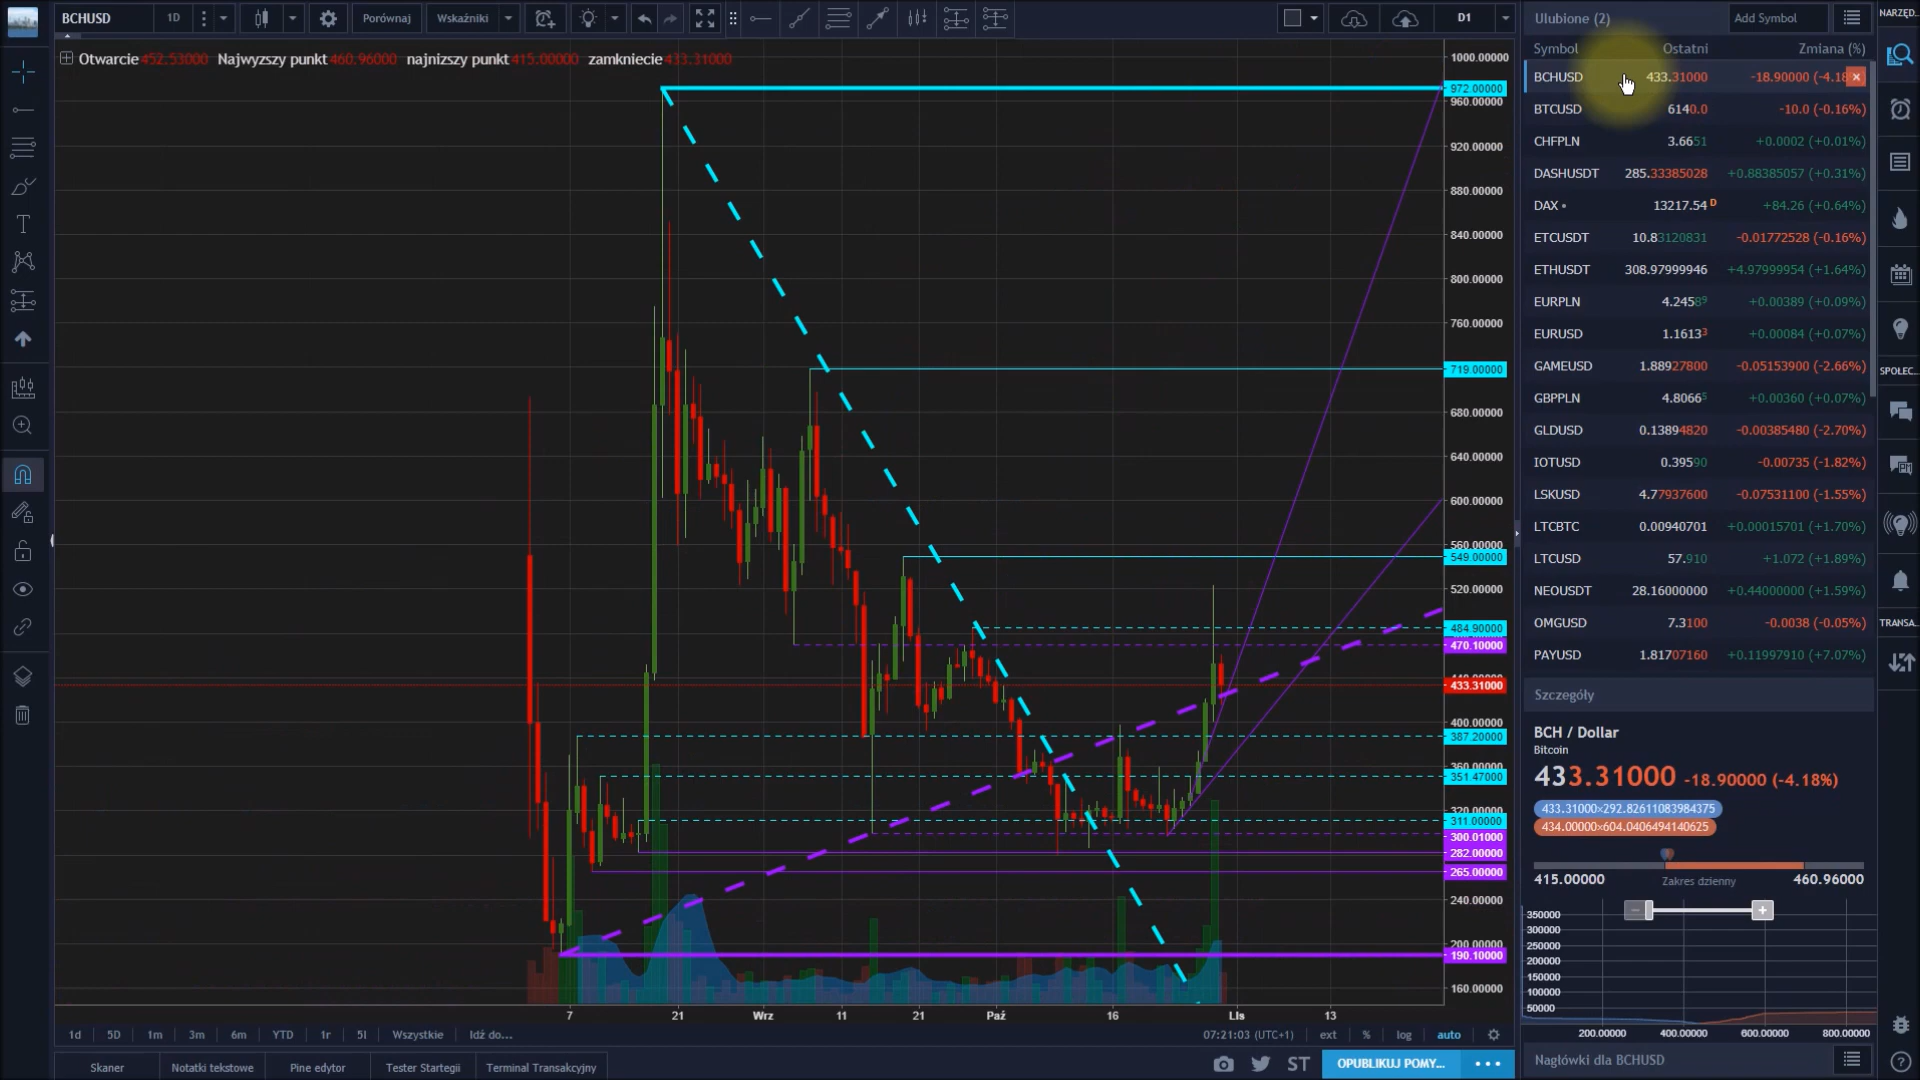 BCHUSD
1D
Porównaj
Wskaźniki
D1
Ulubione (2)
Add Symbol
NARZĘD...
Otwarcie452.53000 Najwyzszy punkt460.96000 najnizszy punkt415.00000 zamkniecie433.31000
Symbol Ostatni Zmiana (%)
BCHUSD 433.31000 -18.90000 (-4.18
BTCUSD 6140.0 -10.0 (-0.16%)
CHFPLN 3.6651 +0.0002 (+0.01%)
DASHUSDT 285.33385028 +0.88385057 (+0.31%)
DAX 13217.54 D +84.26 (+0.64%)
ETCUSDT 10.83120831 -0.01772528 (-0.16%)
ETHUSDT 308.97999946 +4.97999954 (+1.64%)
EURPLN 4.24589 +0.00389 (+0.09%)
EURUSD 1.16133 +0.00084 (+0.07%)
GAMEUSD 1.88927800 -0.05153900 (-2.66%)
SPOŁEC...
GBPPLN 4.80665 +0.00360 (+0.07%)
GLDUSD 0.13894820 -0.00385480 (-2.70%)
IOTUSD 0.39590 -0.00735 (-1.82%)
LSKUSD 4.77937600 -0.07531100 (-1.55%)
LTCBTC 0.00940701 +0.00015701 (+1.70%)
LTCUSD 57.910 +1.072 (+1.89%)
NEOUSDT 28.16000000 +0.44000000 (+1.59%)
OMGUSD 7.3100 -0.0038 (-0.05%)
TRANSA...
PAYUSD 1.81707160 +0.11997910 (+7.07%)
1000.00000
972.00000
960.00000
920.00000
880.00000
840.00000
800.00000
760.00000
719.00000
680.00000
640.00000
600.00000
560.00000
549.00000
520.00000
484.90000
470.10000
433.31000
400.00000
387.20000
360.00000
351.47000
320.00000
311.00000
300.01000
282.00000
265.00000
240.00000
200.00000
190.10000
160.00000
7 21 Wrz 11 21 Paź 16 Lis 13
Szczegóły
BCH / Dollar
Bitcoin
433.31000 -18.90000 (-4.18%)
433.31000×292.82611083984375
434.00000×604.0406494140625
415.00000 Zakres dzienny 460.96000
350000
300000
250000
200000
150000
100000
50000
200.00000 400.00000 600.00000 800.00000
1d 5D 1m 3m 6m YTD 1r 5l Wszystkie Idź do...
07:21:03 (UTC+1) ext % log auto
Skaner Notatki tekstowe Pine edytor Tester Startegii Terminal Transakcyjny
ST
OPUBLIKUJ POMY...
Nagłówki dla BCHUSD